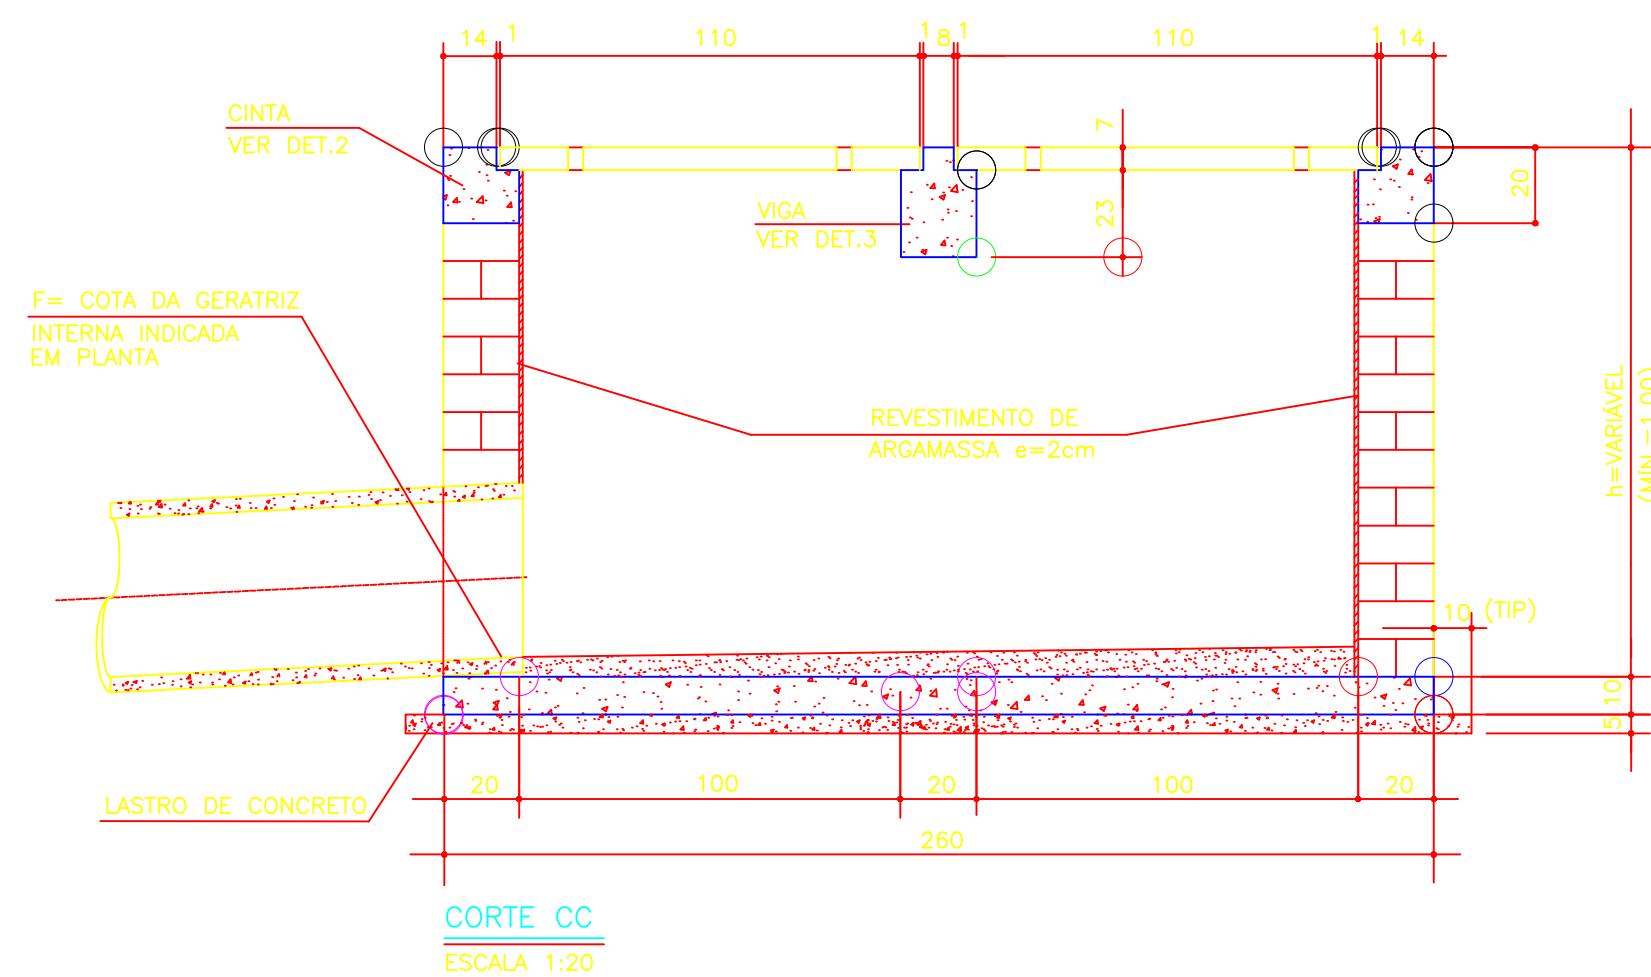 14 1 110 1 8 1 110 1 14
CINTA
VER DET.2
7
20
VIGA
VER DET.3
23
F= COTA DA GERATRIZ
INTERNA INDICADA
EM PLANTA
REVESTIMENTO DE
ARGAMASSA e=2cm
h=VARIÁVEL
10 (TIP)
10
5
20 100 20 100 20
LASTRO DE CONCRETO
260
CORTE CC
ESCALA 1:20